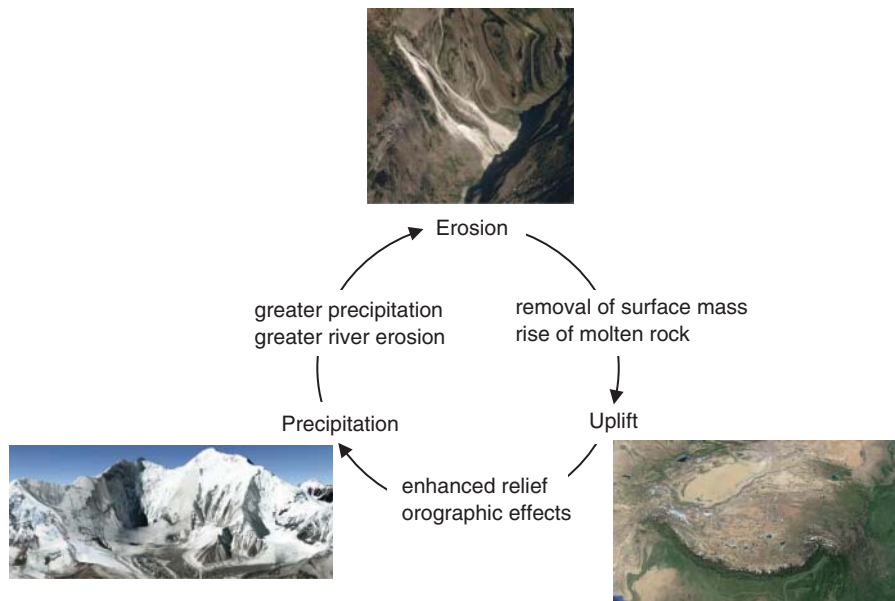 Erosion
greater precipitation
greater river erosion
removal of surface mass
rise of molten rock
Precipitation
Uplift
enhanced relief
orographic effects